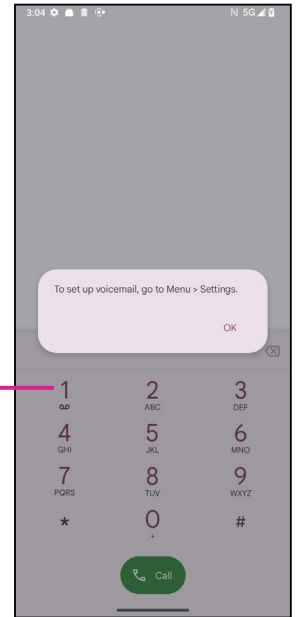 3:04
5G
To set up voicemail, go to Menu > Settings.
OK
1 2 3
ABC DEF
4 5 6
GHI JKL MNO
7 8 9
PQRS TUV WXYZ
* 0 #
+
Call